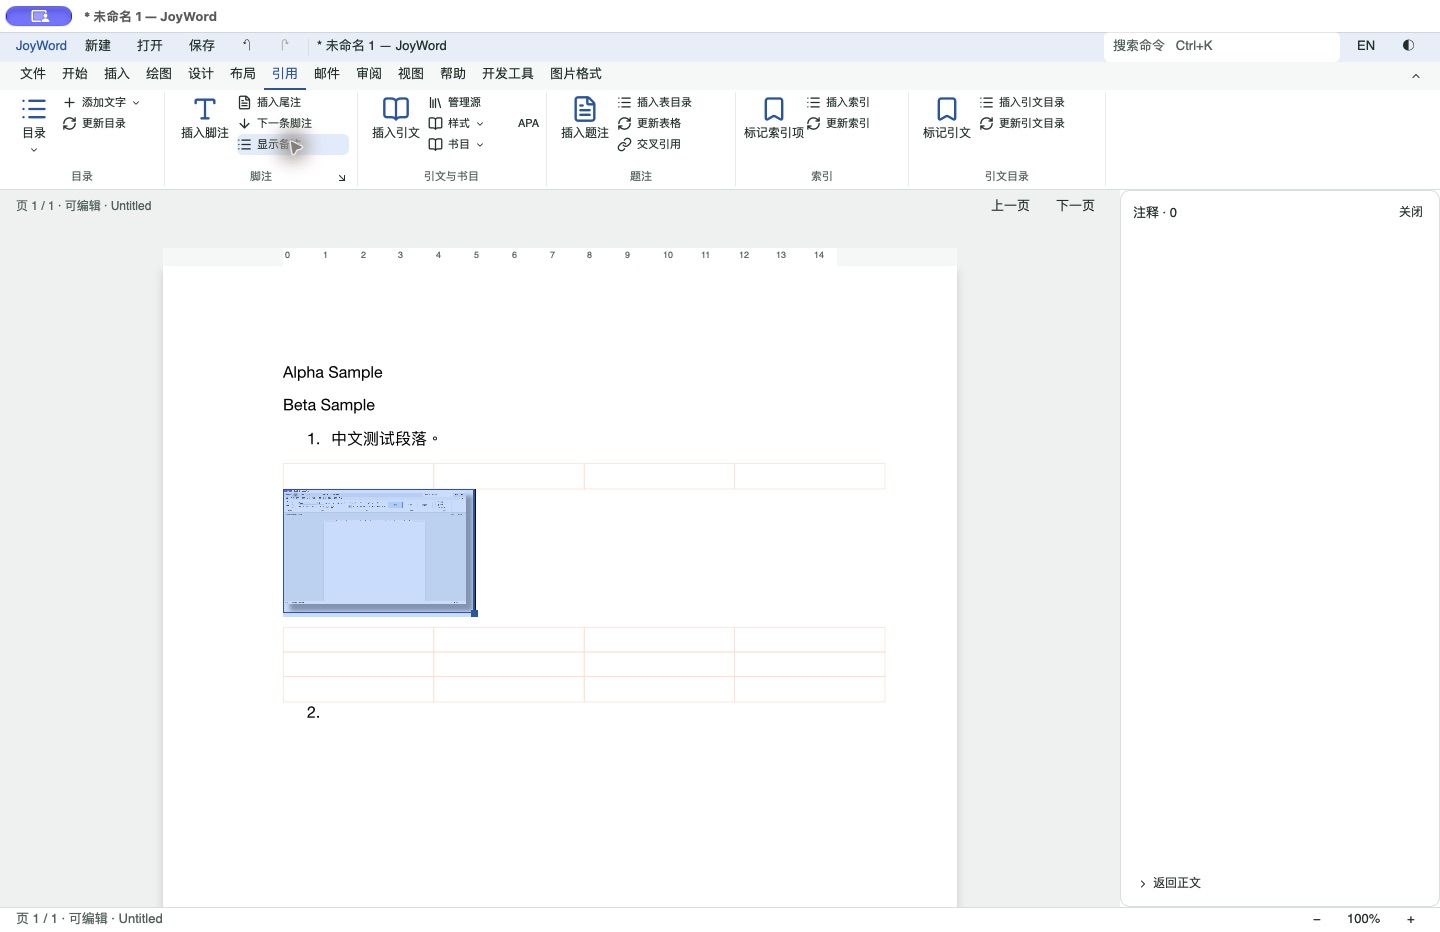 * 未命名 1 — JoyWord
JoyWord 新建 打开 保存 * 未命名 1 — JoyWord 搜索命令 Ctrl+K EN
文件 开始 插入 绘图 设计 布局 引用 邮件 审阅 视图 帮助 开发工具 图片格式
目录 添加文字 更新目录 目录
插入脚注 插入尾注 下一条脚注 显示 脚注
插入引文 管理源 样式 APA 书目 引文与书目
插入题注 插入表目录 更新表格 交叉引用 题注
标记索引项 插入索引 更新索引 索引
标记引文 插入引文目录 更新引文目录 引文目录
页 1 / 1 · 可编辑 · Untitled 上一页 下一页
注释 · 0 关闭
0 1 2 3 4 5 6 7 8 9 10 11 12 13 14
Alpha Sample
Beta Sample
1. 中文测试段落。
2.
返回正文
页 1 / 1 · 可编辑 · Untitled − 100% +